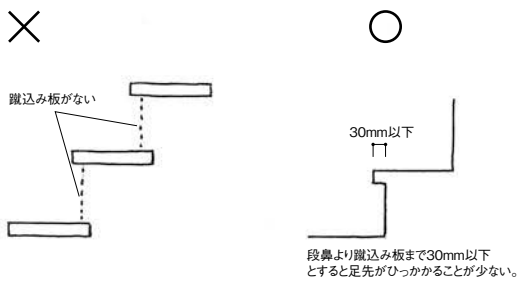 蹴込み板がない
30mm以下
段鼻より蹴込み板まで30mm以下
とすると足先がひっかかることが少ない。